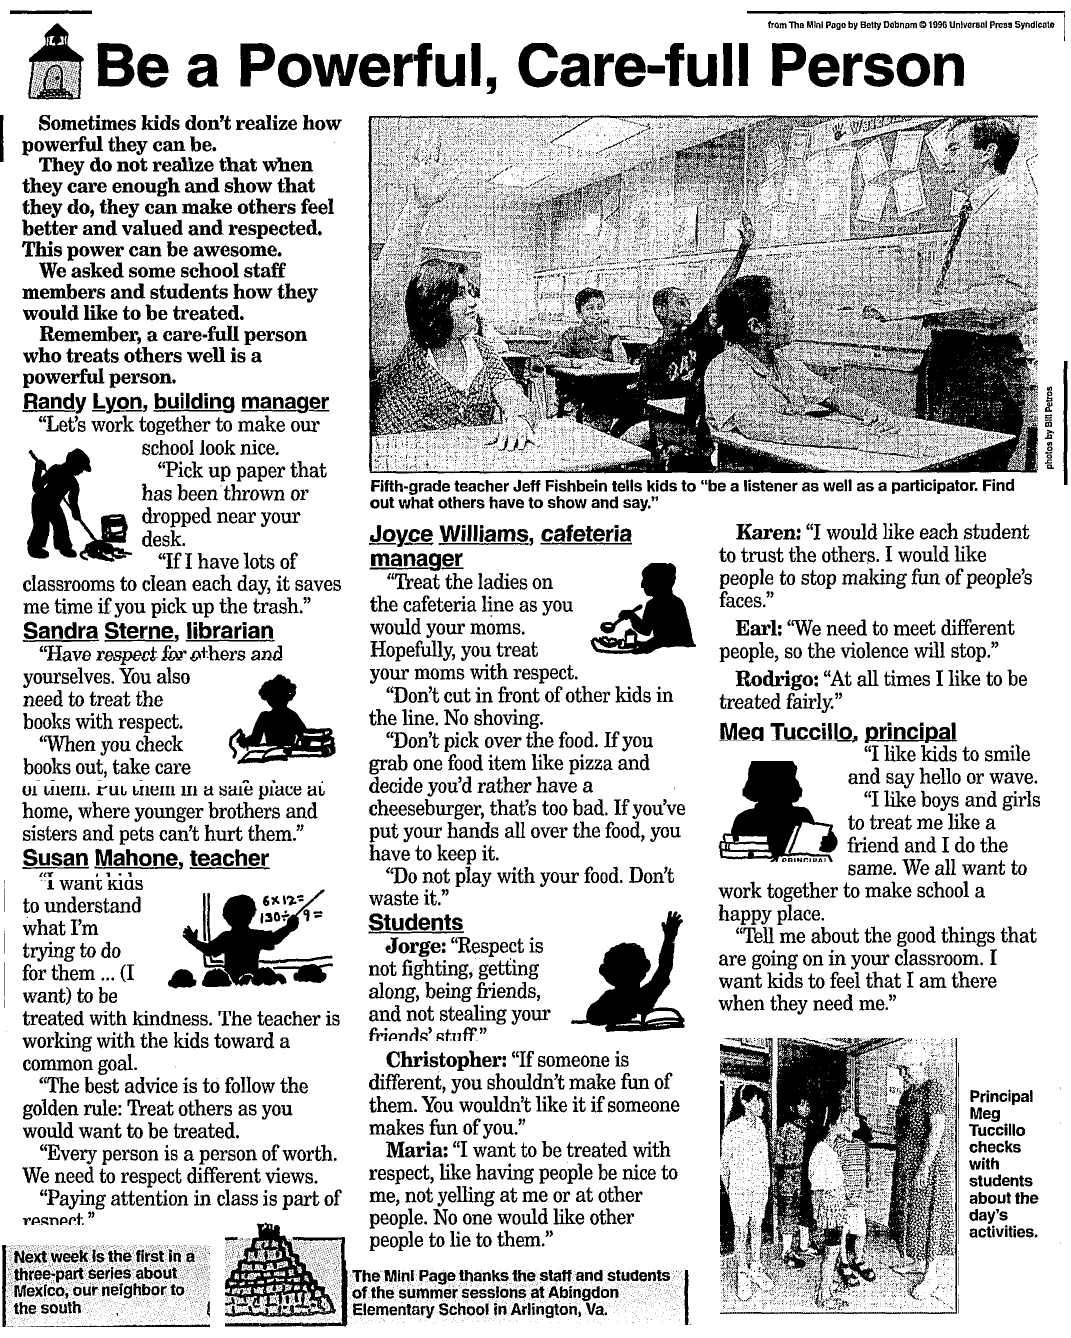 from The Mini Page by Betty Debnam © 1996 Universal Press Syndicate
Be a Powerful, Care-full Person
Sometimes kids don't realize how
powerful they can be.
They do not realize that when
they care enough and show that
they do, they can make others feel
better and valued and respected.
This power can be awesome.
We asked some school staff
members and students how they
would like to be treated.
Remember, a care-full person
who treats others well is a
powerful person.
Randy Lyon, building manager
“Let's work together to make our
school look nice.
“Pick up paper that
has been thrown or
dropped near your
desk.
“If I have lots of
classrooms to clean each day, it saves
me time if you pick up the trash.”
Sandra Sterne, librarian
“Have respect for others and
yourselves. You also
need to treat the
books with respect.
“When you check
books out, take care
of them. Put them in a safe place at
home, where younger brothers and
sisters and pets can't hurt them.”
Susan Mahone, teacher
“I want kids
to understand
what I'm
trying to do
for them ... (I
want) to be
treated with kindness. The teacher is
working with the kids toward a
common goal.
“The best advice is to follow the
golden rule: Treat others as you
would want to be treated.
“Every person is a person of worth.
We need to respect different views.
“Paying attention in class is part of
respect.”
6x12=
130÷9=
Next week is the first in a
three-part series about
Mexico, our neighbor to
the south
photos by Bill Petros
Fifth-grade teacher Jeff Fishbein tells kids to “be a listener as well as a participator. Find
out what others have to show and say.”
Joyce Williams, cafeteria
manager
“Treat the ladies on
the cafeteria line as you
would your moms.
Hopefully, you treat
your moms with respect.
“Don't cut in front of other kids in
the line. No shoving.
“Don't pick over the food. If you
grab one food item like pizza and
decide you'd rather have a
cheeseburger, that's too bad. If you've
put your hands all over the food, you
have to keep it.
“Do not play with your food. Don't
waste it.”
Students
Jorge: “Respect is
not fighting, getting
along, being friends,
and not stealing your
friends' stuff.”
Christopher: “If someone is
different, you shouldn't make fun of
them. You wouldn't like it if someone
makes fun of you.”
Maria: “I want to be treated with
respect, like having people be nice to
me, not yelling at me or at other
people. No one would like other
people to lie to them.”
The Mini Page thanks the staff and students
of the summer sessions at Abingdon
Elementary School in Arlington, Va.
Karen: “I would like each student
to trust the others. I would like
people to stop making fun of people's
faces.”
Earl: “We need to meet different
people, so the violence will stop.”
Rodrigo: “At all times I like to be
treated fairly.”
Meg Tuccillo, principal
“I like kids to smile
and say hello or wave.
“I like boys and girls
to treat me like a
friend and I do the
same. We all want to
work together to make school a
happy place.
“Tell me about the good things that
are going on in your classroom. I
want kids to feel that I am there
when they need me.”
PRINCIPAL
Principal
Meg
Tuccillo
checks
with
students
about the
day's
activities.